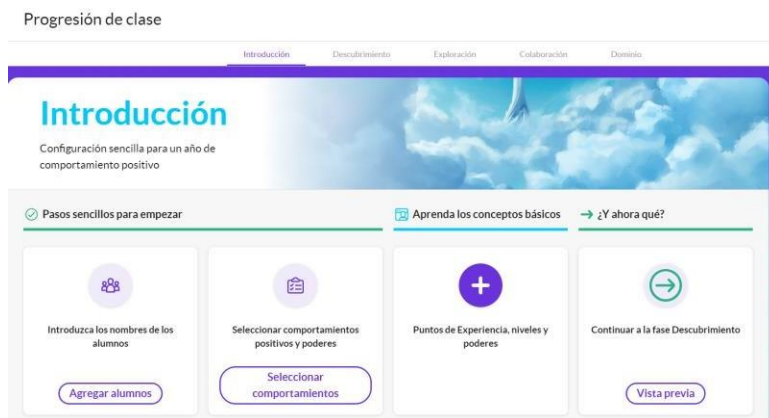 Progresión de clase
Introducción
Descubrimiento
Exploración
Colaboración
Dominio
Introducción
Configuración sencilla para un año de
comportamiento positivo
Pasos sencillos para empezar
Aprenda los conceptos básicos
¿Y ahora qué?
Introduzca los nombres de los
alumnos
Agregar alumnos
Seleccionar comportamientos
positivos y poderes
Seleccionar
comportamientos
Puntos de Experiencia, niveles y
poderes
Continuar a la fase Descubrimiento
Vista previa